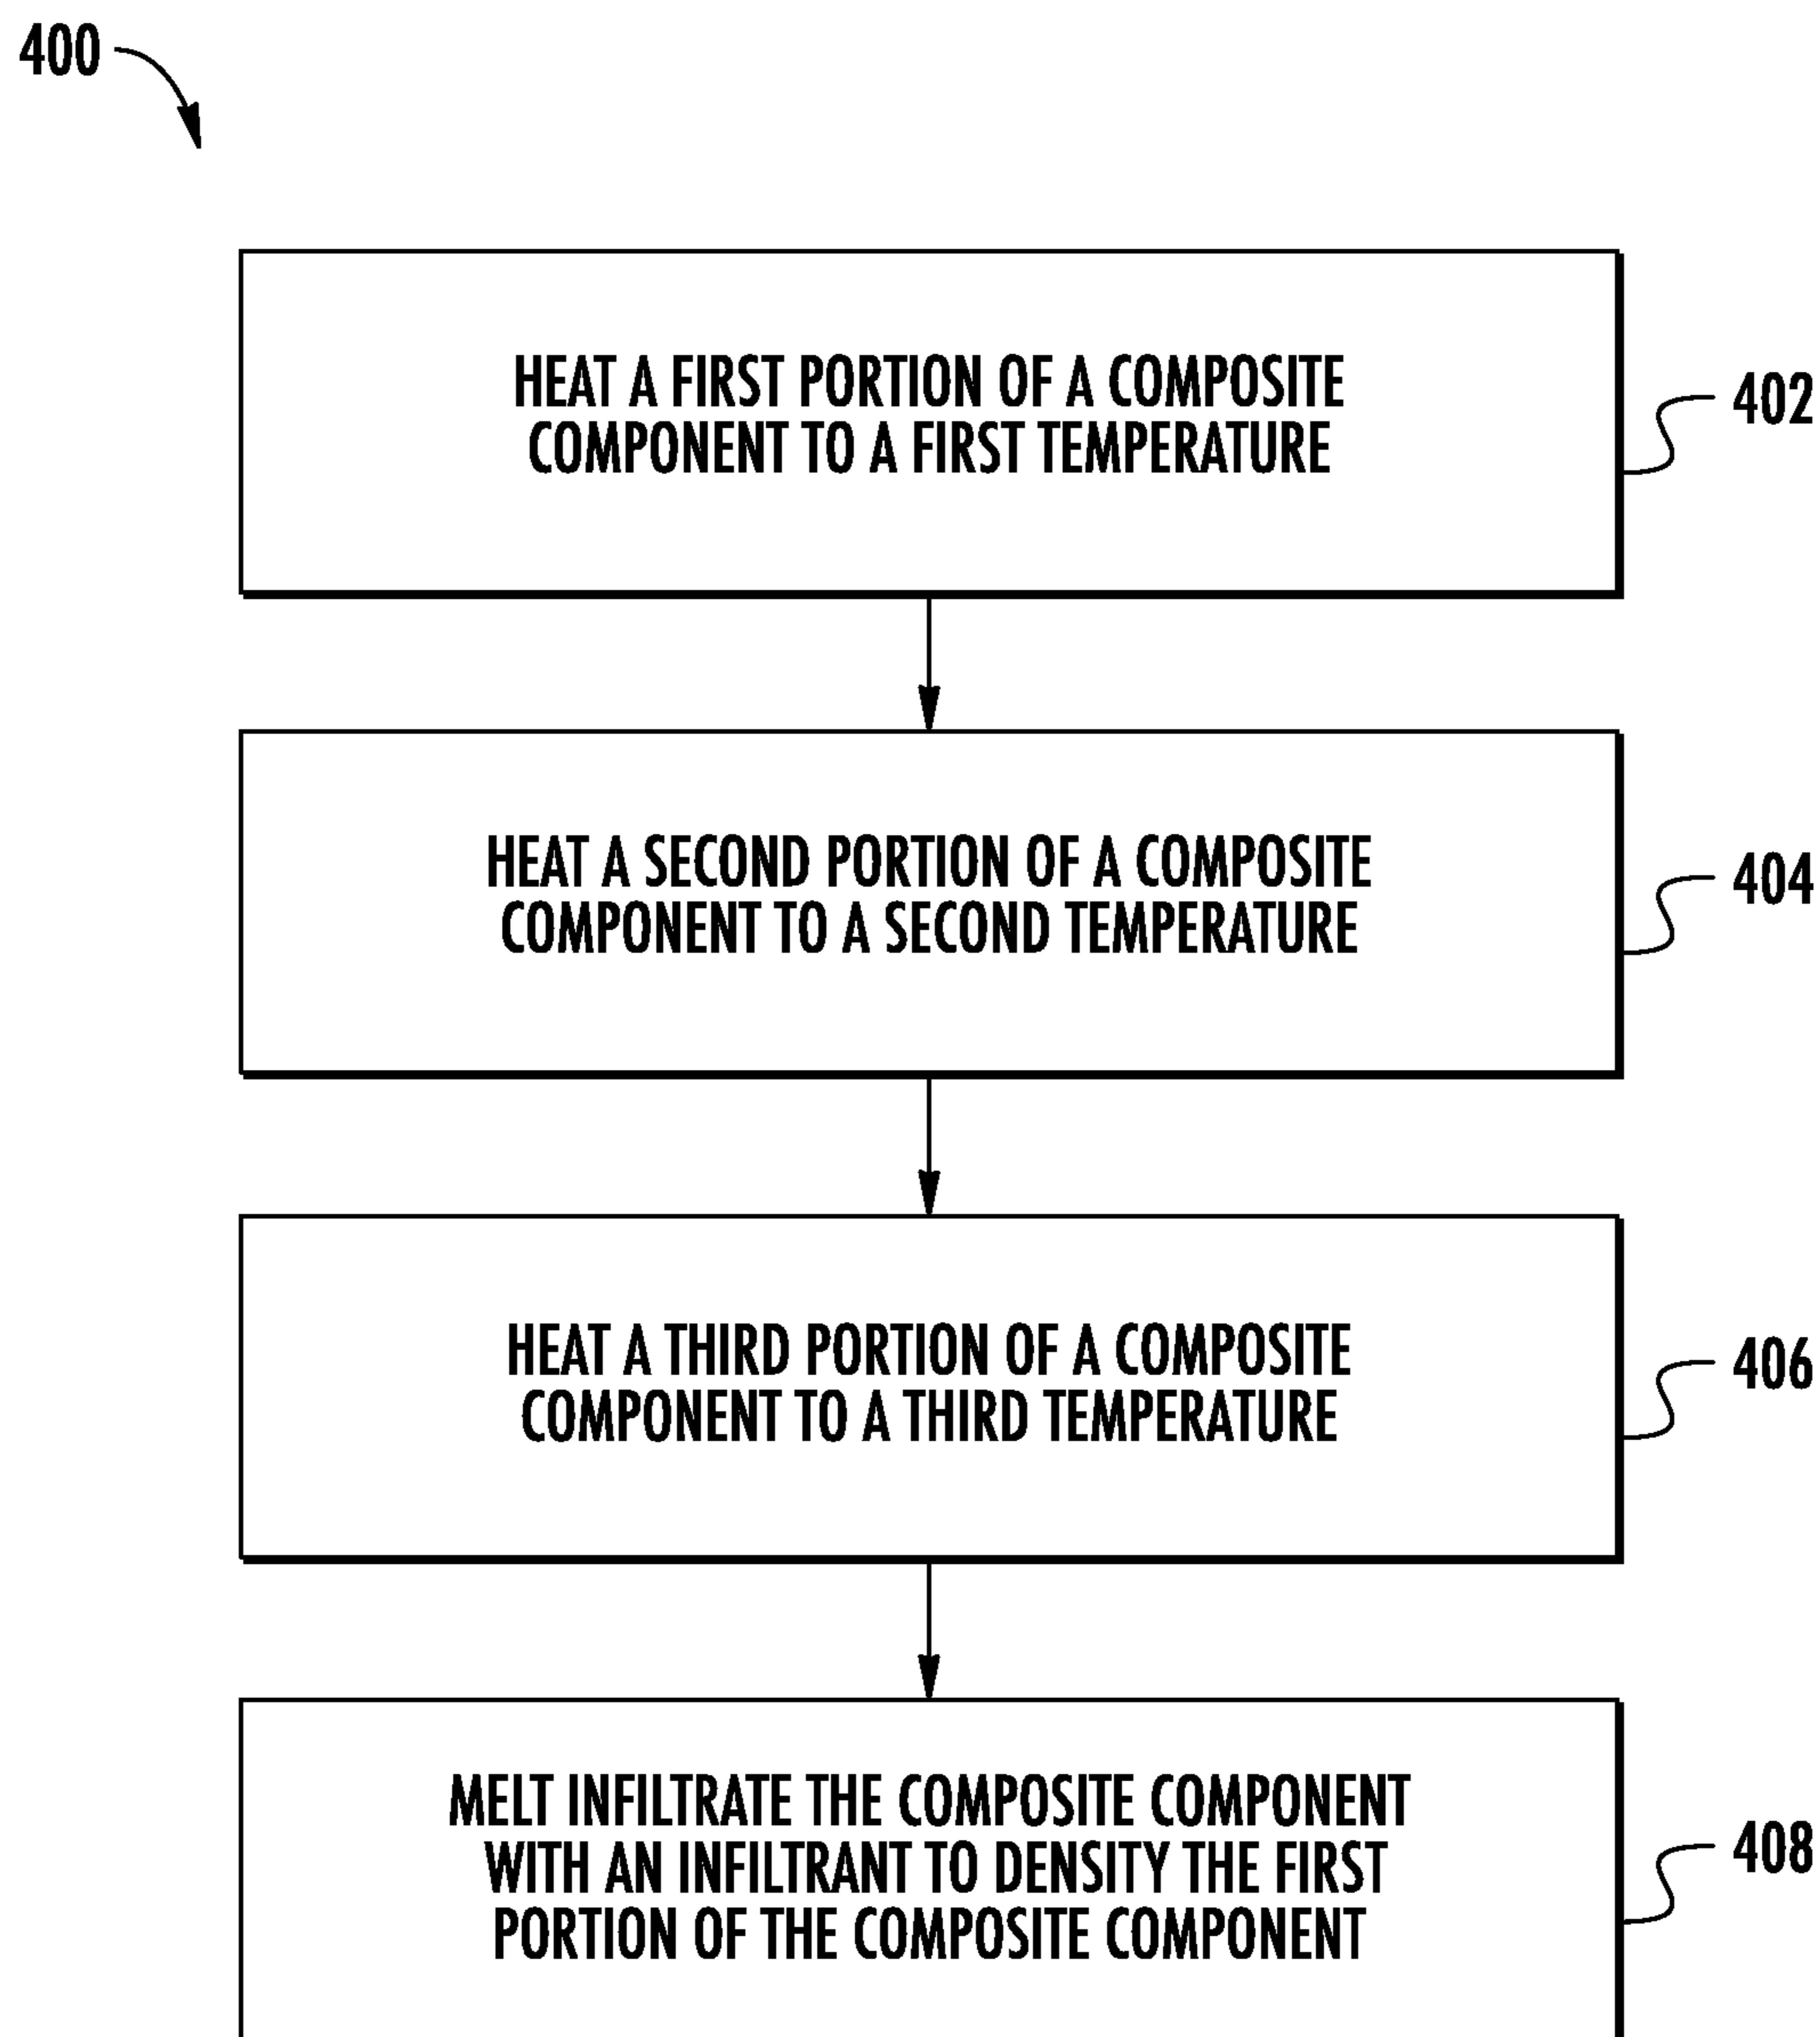 400
HEAT A FIRST PORTION OF A COMPOSITE
COMPONENT TO A FIRST TEMPERATURE
402
HEAT A SECOND PORTION OF A COMPOSITE
COMPONENT TO A SECOND TEMPERATURE
404
HEAT A THIRD PORTION OF A COMPOSITE
COMPONENT TO A THIRD TEMPERATURE
406
MELT INFILTRATE THE COMPOSITE COMPONENT
WITH AN INFILTRANT TO DENSITY THE FIRST
PORTION OF THE COMPOSITE COMPONENT
408